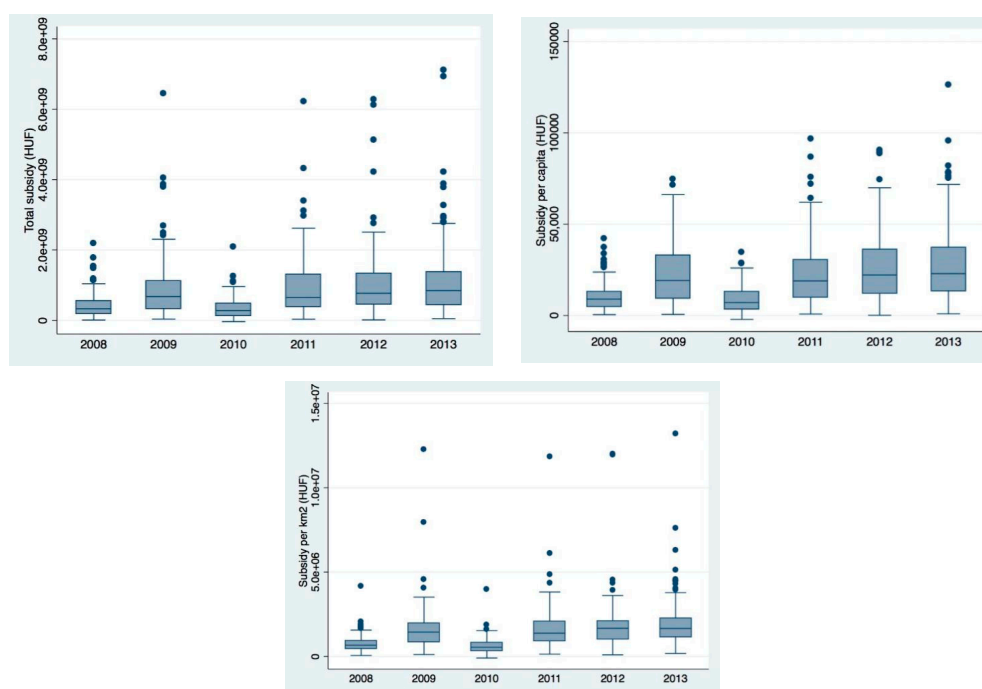 Total subsidy (HUF)
8.0e+09
6.0e+09
4.0e+09
2.0e+09
0
2008 2009 2010 2011 2012 2013
Subsidy per capita (HUF)
150000
100000
50000
0
2008 2009 2010 2011 2012 2013
Subsidy per km2 (HUF)
1.5e+07
1.0e+07
5.0e+06
0
2008 2009 2010 2011 2012 2013